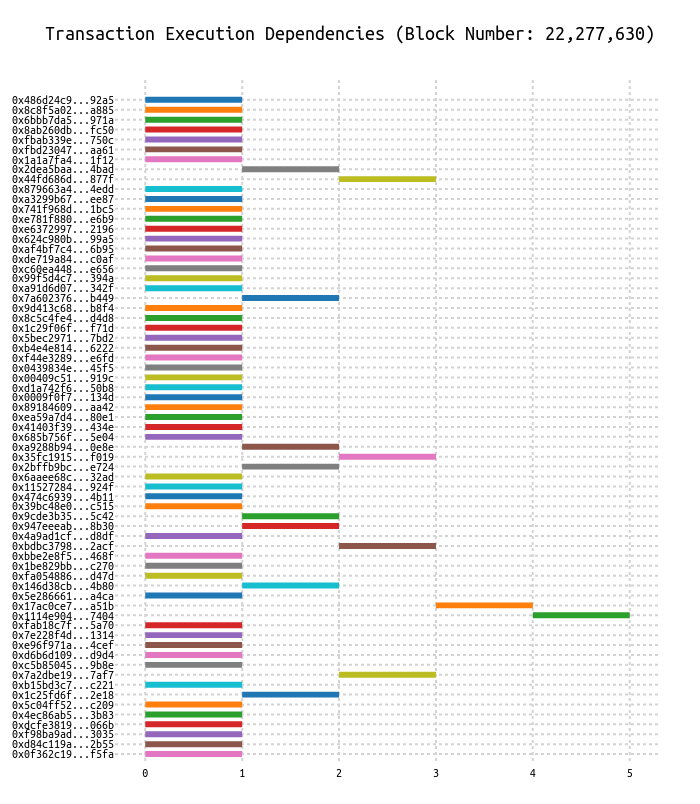 Transaction Execution Dependencies (Block Number: 22,277,630)
0x486d24c9...92a5
0x8c8f5a02...a885
0x6bbb7da5...971a
0x8ab260db...fc50
0xfbab339e...750c
0xfbd23047...aa61
0x1a1a7fa4...1f12
0x2dea5baa...4bad
0x44fd686d...877f
0x879663a4...4edd
0xa3299b67...ee87
0x741f968d...1bc5
0xe781f880...e6b9
0xe6372997...2196
0x624c980b...99a5
0xaf4bf7c4...6b95
0xde719a84...c0af
0xc60ea448...e656
0x99f5d4c7...394a
0xa91d6d07...342f
0x7a602376...b449
0x9d413c68...b8f4
0x8c5c4fe4...d4d8
0x1c29f06f...f71d
0x5bec2971...7bd2
0xb4e4e814...6222
0xf44e3289...e6fd
0x0439834e...45f5
0x00409c51...919c
0xd1a742f6...50b8
0x0009f0f7...134d
0x89184609...aa42
0xea59a7d4...80e1
0x41403f39...434e
0x685b756f...5e04
0xa9288b94...0e8e
0x35fc1915...f019
0x2bffb9bc...e724
0x6aaee68c...32ad
0x11527284...924f
0x474c6939...4b11
0x39bc48e0...c515
0x9cde3b35...5c42
0x947eeeab...8b30
0x4a9ad1cf...d8df
0xbdbc3798...2acf
0xbbe2e8f5...468f
0x1be829bb...c270
0xfa054886...d47d
0x146d38cb...4b80
0x5e286661...a4ca
0x17ac0ce7...a51b
0x1114e904...7404
0xfab18c7f...5a70
0x7e228f4d...1314
0xe96f971a...4cef
0xd6b6d109...d9d4
0xc5b85045...9b8e
0x7a2dbe19...7af7
0xb15bd3c7...c221
0x1c25fd6f...2e18
0x5c04ff52...c209
0x4ec86ab5...3b83
0xdcfe3819...066b
0xf98ba9ad...3035
0xd84c119a...2b55
0x0f362c19...f5fa
0 1 2 3 4 5